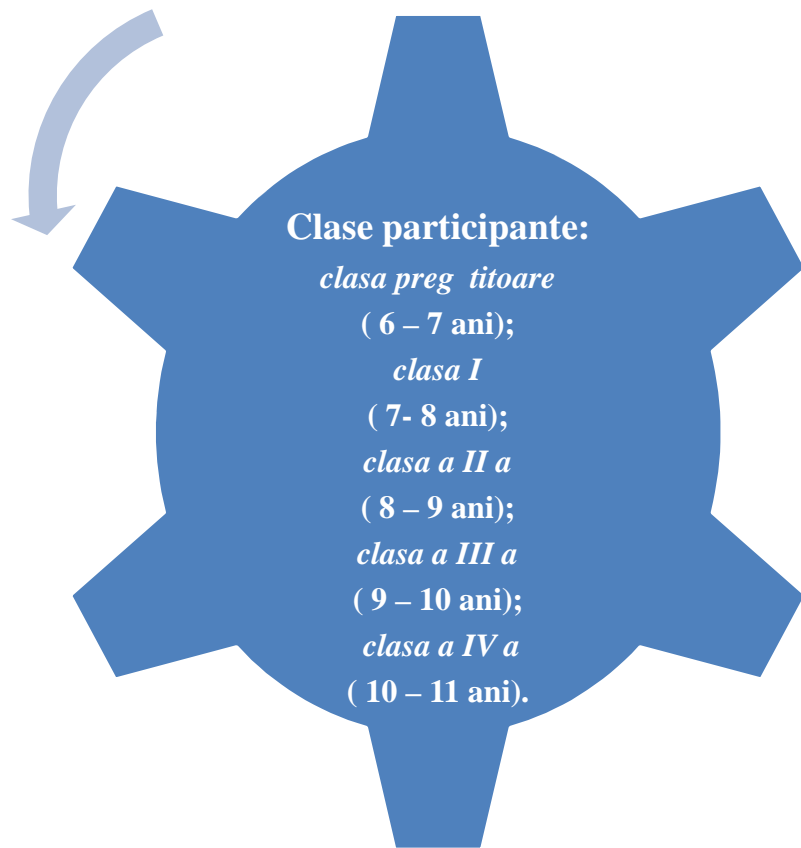 Clase participante:
clasa preg titoare
( 6 – 7 ani);
clasa I
( 7- 8 ani);
clasa a II a
( 8 – 9 ani);
clasa a III a
( 9 – 10 ani);
clasa a IV a
( 10 – 11 ani).